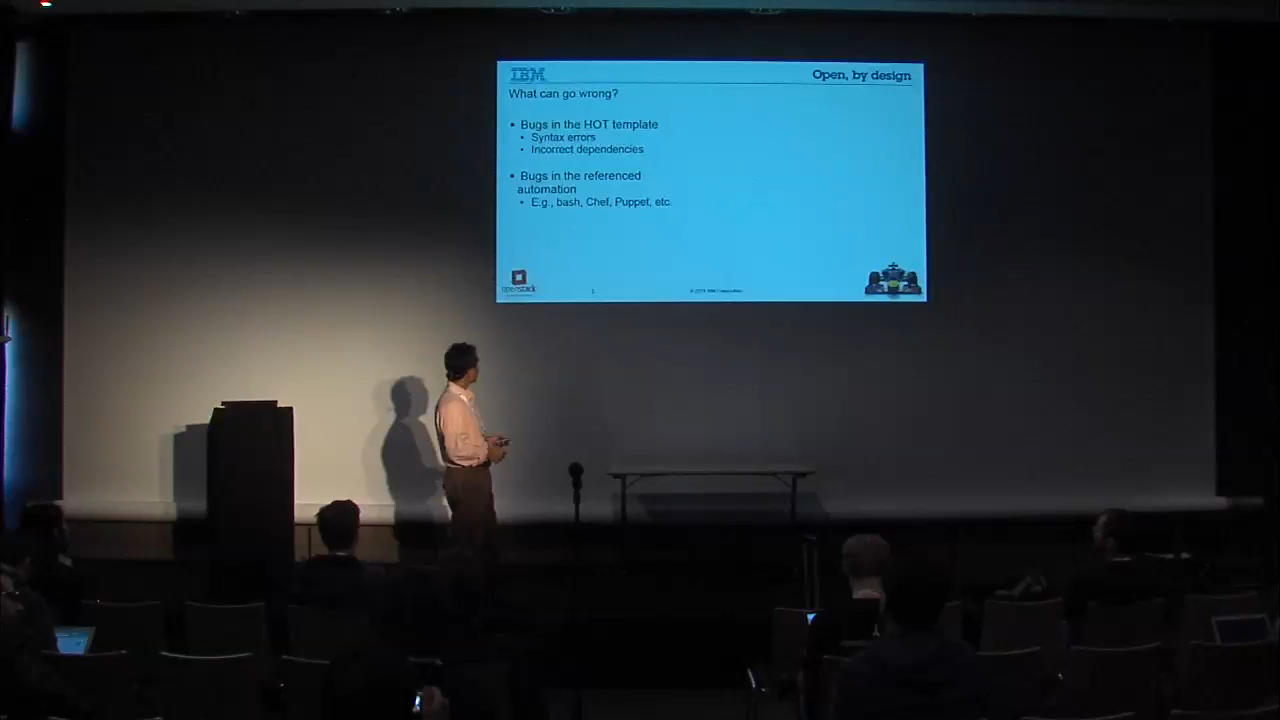 IBM
Open, by design
What can go wrong?
• Bugs in the HOT template
• Syntax errors
• Incorrect dependencies
• Bugs in the referenced
automation
• E.g., bash, Chef, Puppet, etc.
openstack